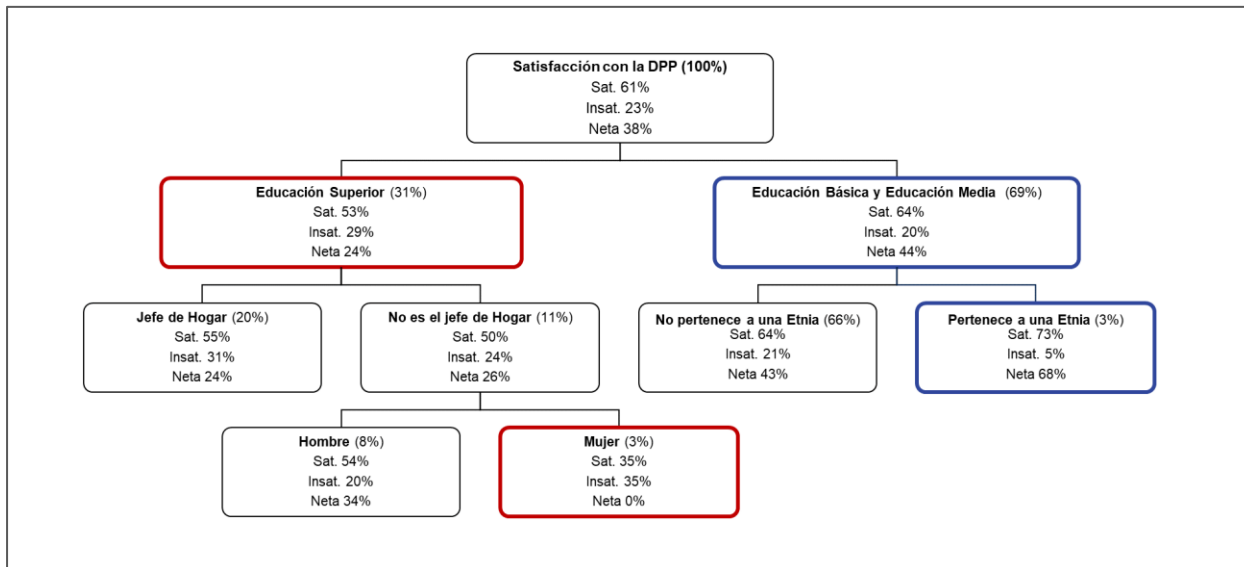 Satisfacción con la DPP (100%)
Sat. 61%
Insat. 23%
Neta 38%
Educación Superior (31%)
Sat. 53%
Insat. 29%
Neta 24%
Educación Básica y Educación Media (69%)
Sat. 64%
Insat. 20%
Neta 44%
Jefe de Hogar (20%)
Sat. 55%
Insat. 31%
Neta 24%
No es el jefe de Hogar (11%)
Sat. 50%
Insat. 24%
Neta 26%
No pertenece a una Etnia (66%)
Sat. 64%
Insat. 21%
Neta 43%
Pertenece a una Etnia (3%)
Sat. 73%
Insat. 5%
Neta 68%
Hombre (8%)
Sat. 54%
Insat. 20%
Neta 34%
Mujer (3%)
Sat. 35%
Insat. 35%
Neta 0%